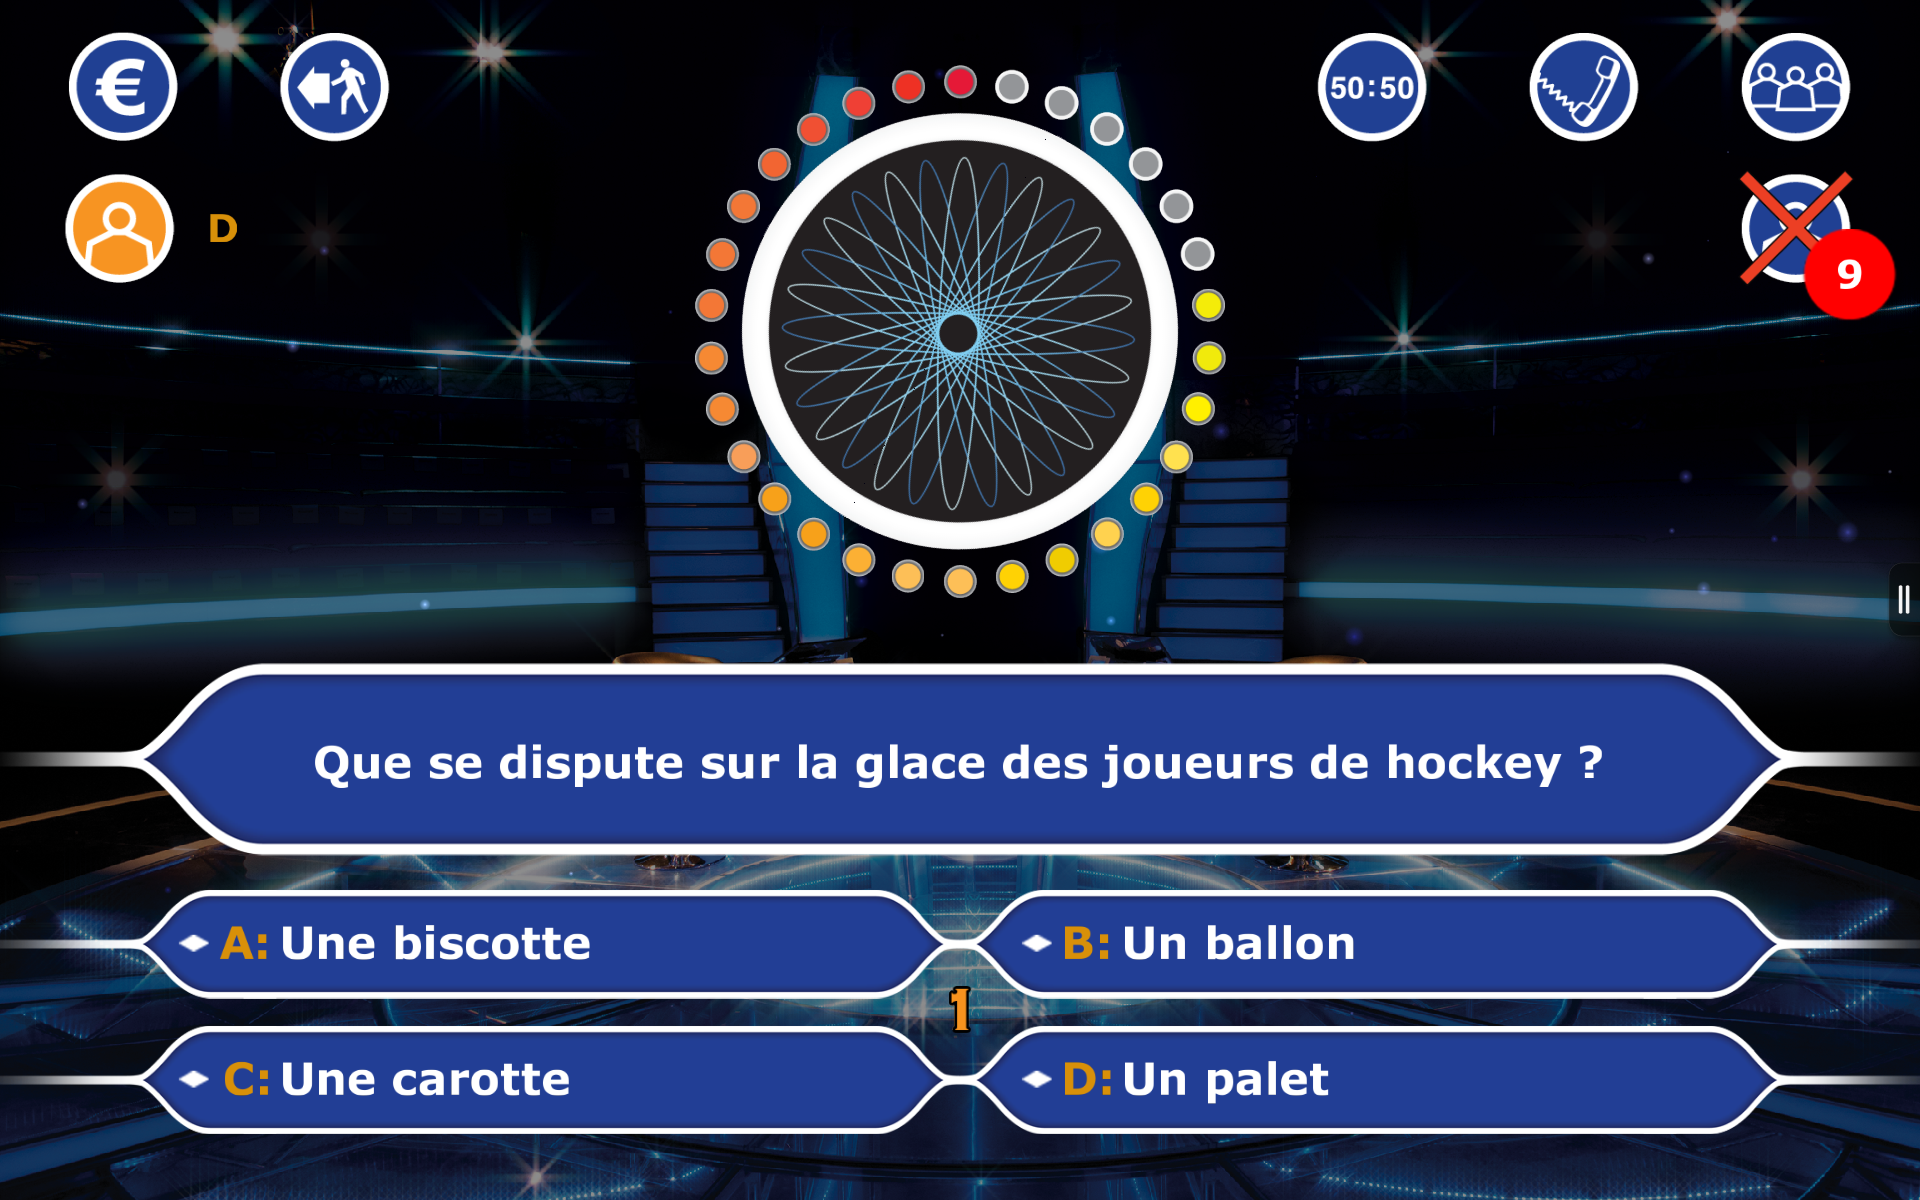 €
50:50
D
9
Que se dispute sur la glace des joueurs de hockey ?
A: Une biscotte
B: Un ballon
1
C: Une carotte
D: Un palet